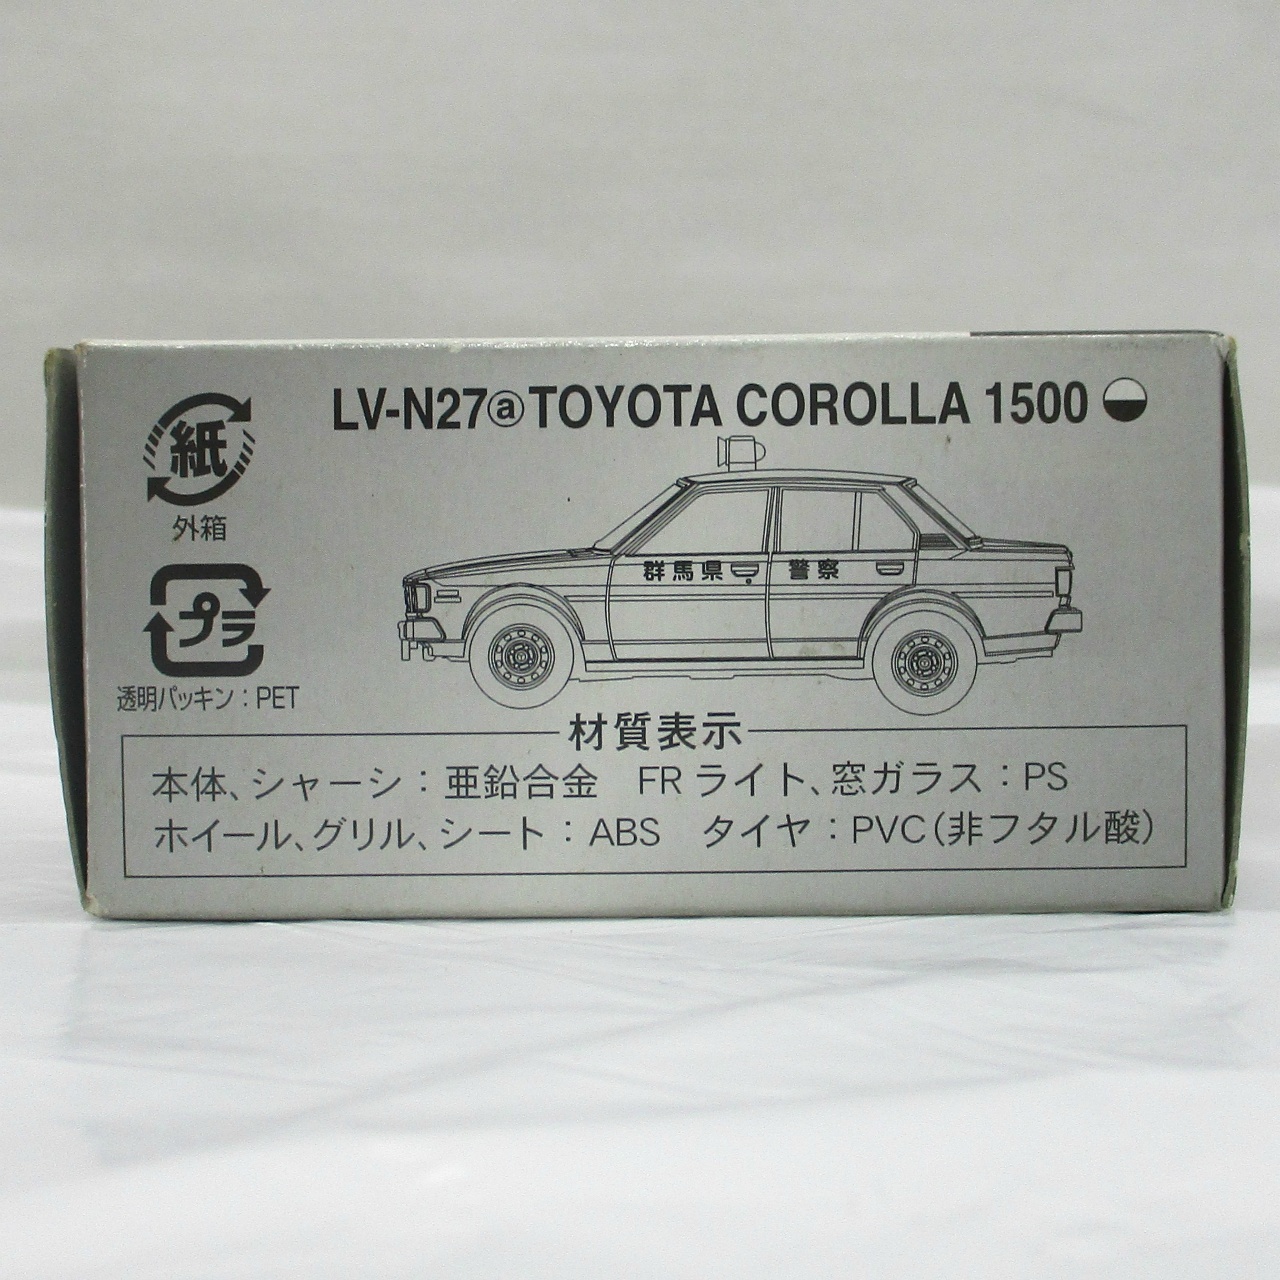 LV-N27ⓐTOYOTA COROLLA 1500
紙
外箱
プラ
透明パッキン：PET
群馬県 警察
材質表示
本体、シャーシ：亜鉛合金　FRライト、窓ガラス：PS
ホイール、グリル、シート：ABS　タイヤ：PVC（非フタル酸）